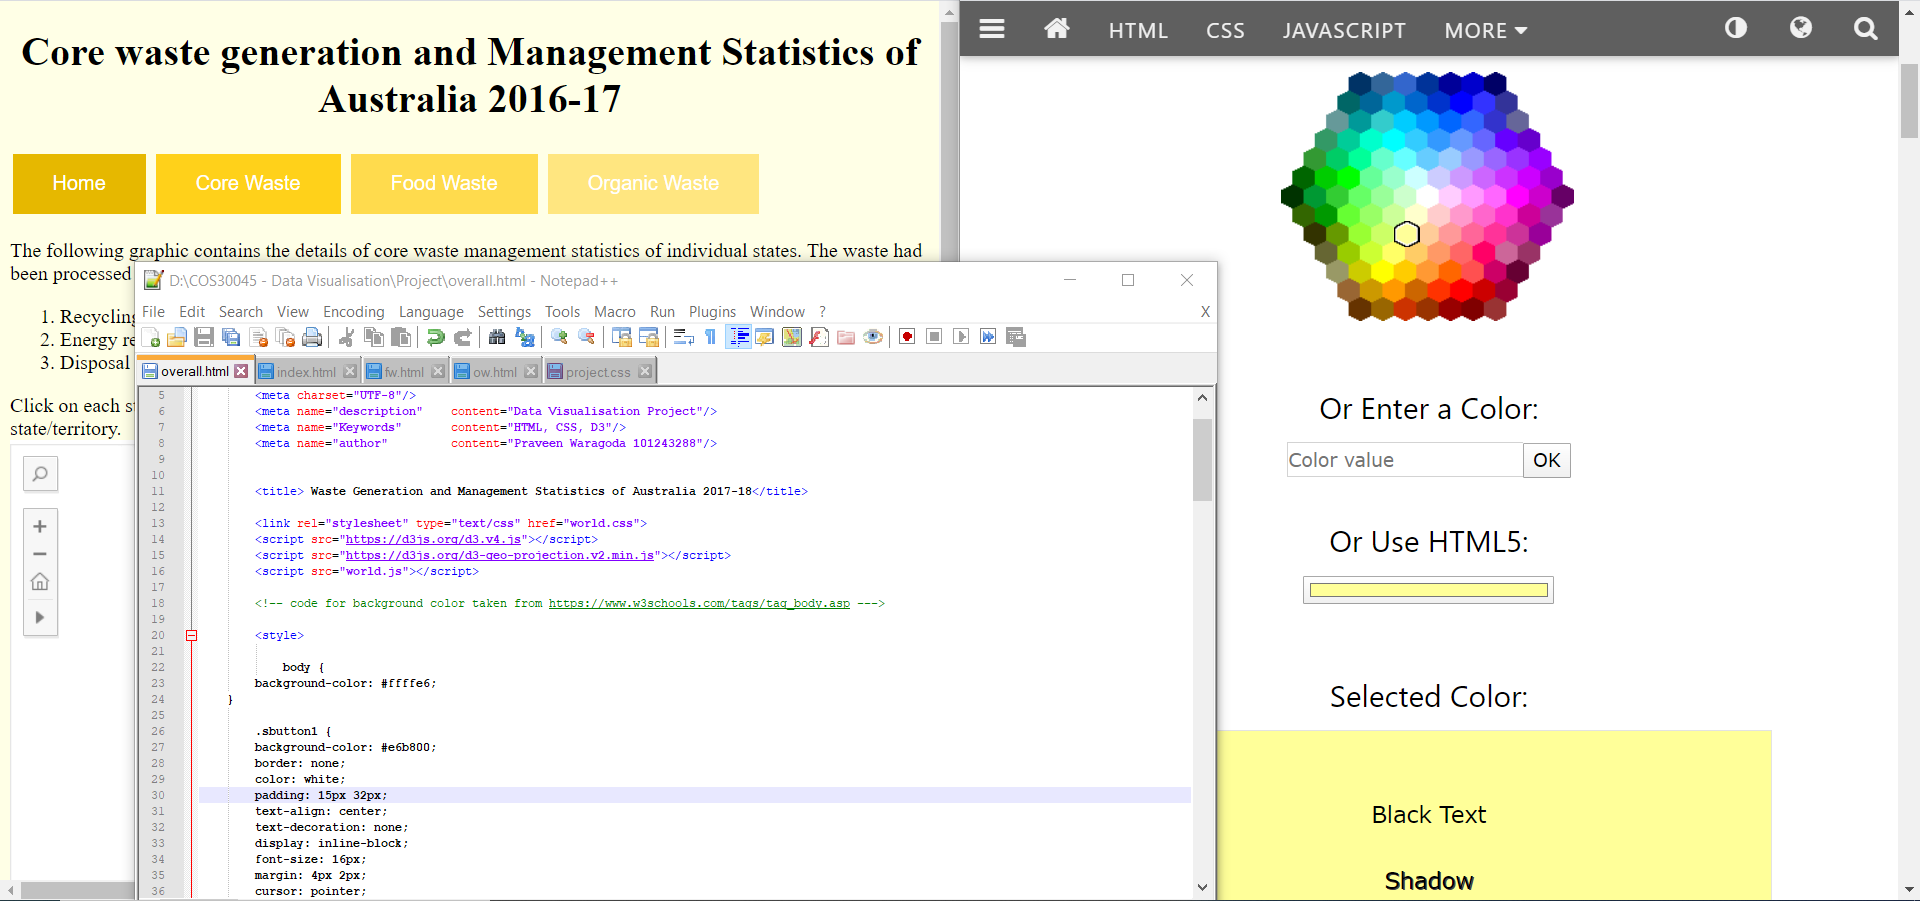 Core waste generation and Management Statistics of
Australia 2016-17
Home
Core Waste
Food Waste
Organic Waste
The following graphic contains the details of core waste management statistics of individual states. The waste had
been processed
1. Recycling
2. Energy re
3. Disposal
Click on each s
state/territory.
D:\COS30045 - Data Visualisation\Project\overall.html - Notepad++
File Edit Search View Encoding Language Settings Tools Macro Run Plugins Window ? X
overall.html index.html fw.html ow.html project.css
5 <meta charset="UTF-8"/>
6 <meta name="description" content="Data Visualisation Project"/>
7 <meta name="Keywords" content="HTML, CSS, D3"/>
8 <meta name="author" content="Praveen Waragoda 101243288"/>
9
10
11 <title> Waste Generation and Management Statistics of Australia 2017-18</title>
12
13 <link rel="stylesheet" type="text/css" href="world.css">
14 <script src="https://d3js.org/d3.v4.js"></script>
15 <script src="https://d3js.org/d3-geo-projection.v2.min.js"></script>
16 <script src="world.js"></script>
17
18 <!-- code for background color taken from https://www.w3schools.com/tags/tag_body.asp --->
19
20 <style>
21
22 body {
23 background-color: #ffffe6;
24 }
25
26 .sbutton1 {
27 background-color: #e6b800;
28 border: none;
29 color: white;
30 padding: 15px 32px;
31 text-align: center;
32 text-decoration: none;
33 display: inline-block;
34 font-size: 16px;
35 margin: 4px 2px;
36 cursor: pointer;
HTML CSS JAVASCRIPT MORE
Or Enter a Color:
Color value OK
Or Use HTML5:
Selected Color:
Black Text
Shadow